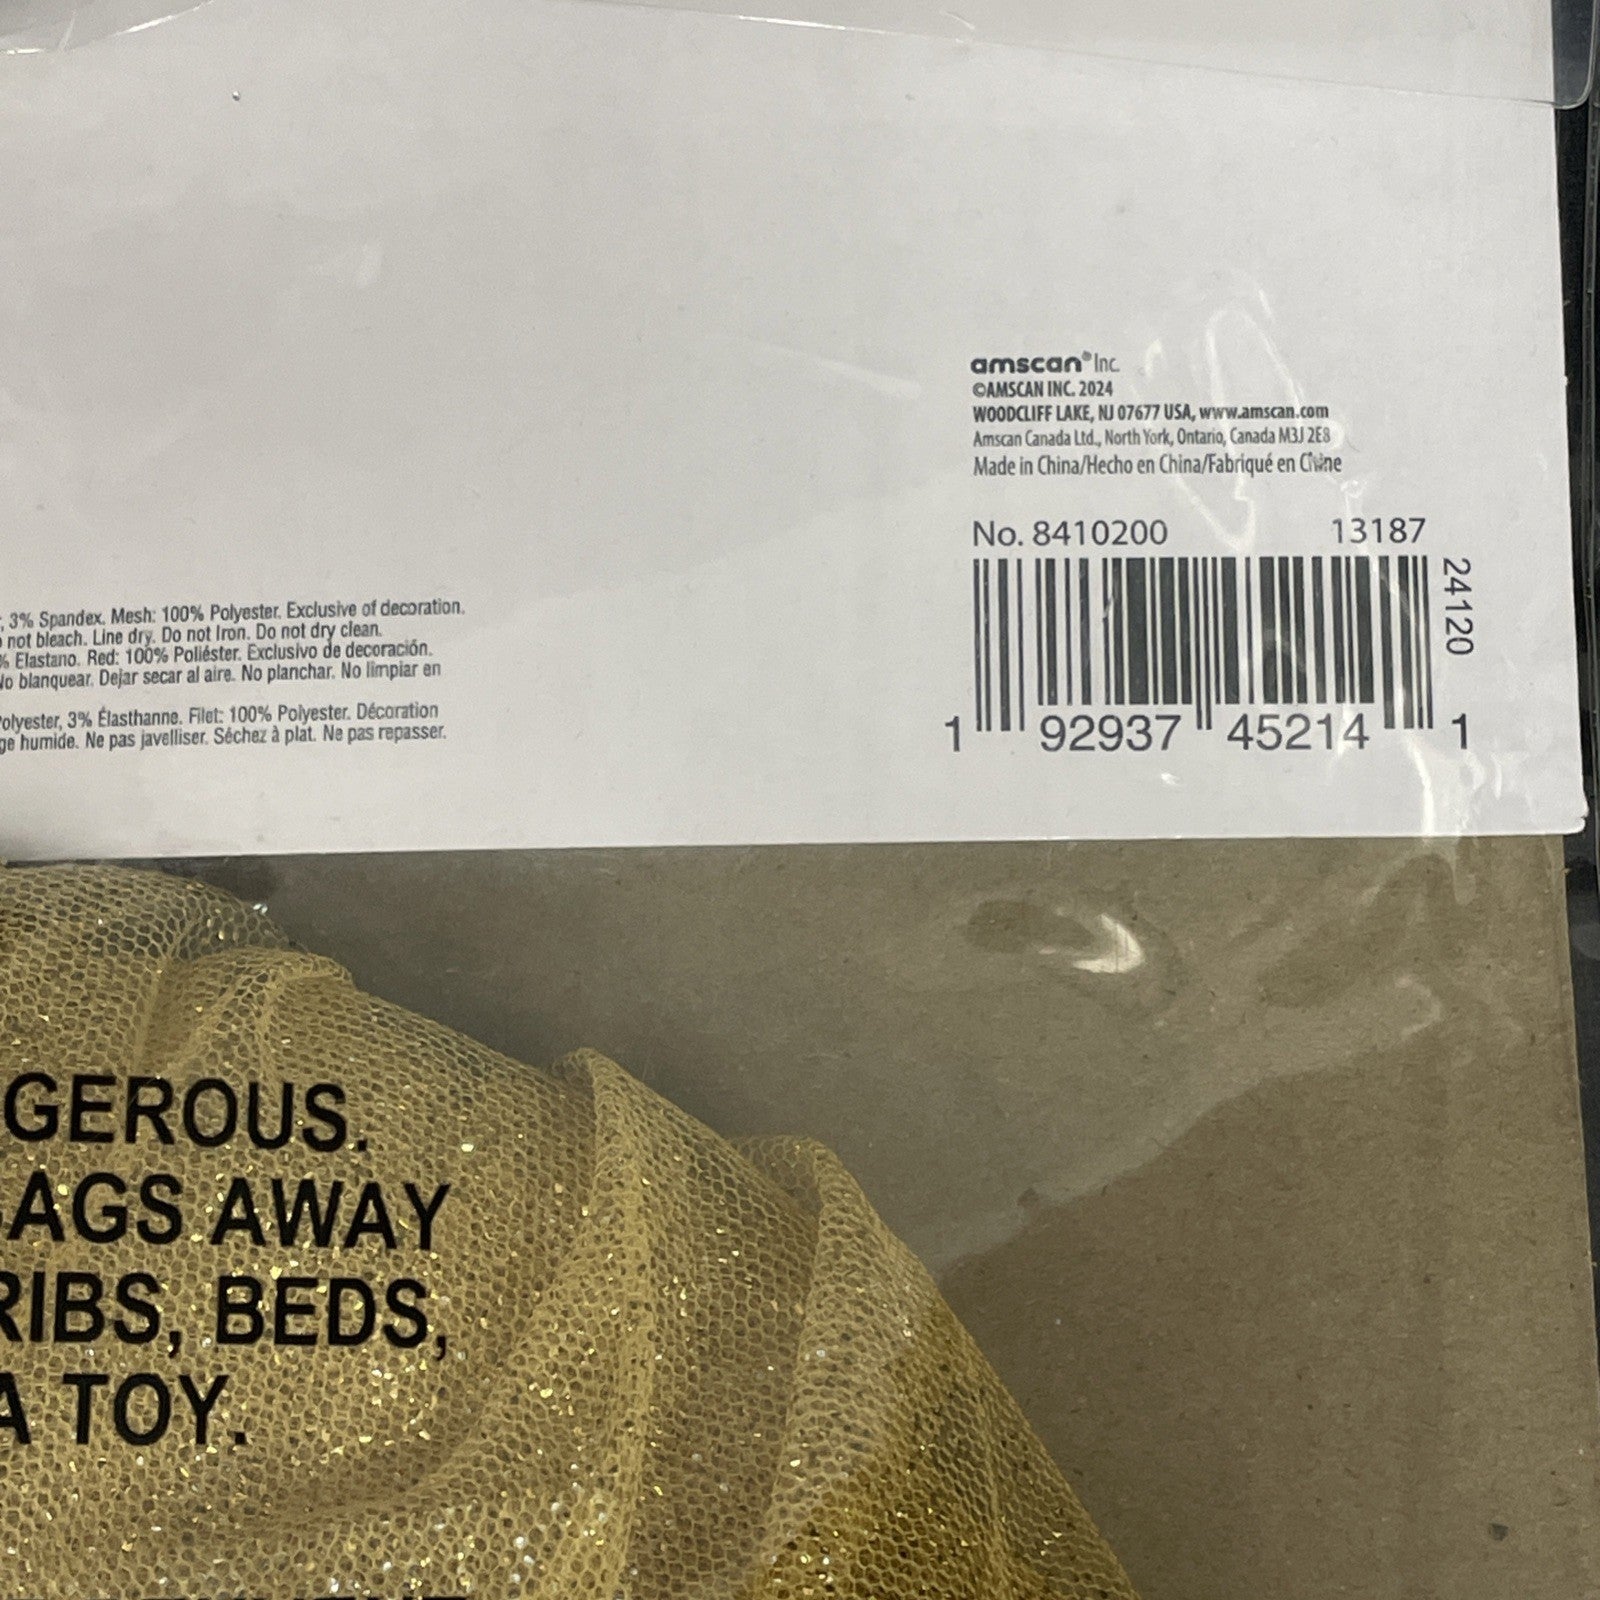 amscan® Inc.
©AMSCAN INC. 2024
WOODCLIFF LAKE, NJ 07677 USA, www.amscan.com
Amscan Canada Ltd., North York, Ontario, Canada M3J 2E8
Made in China/Hecho en China/Fabriqué en Chine
No. 8410200 13187
24120
1 92937 45214 1
, 3% Spandex. Mesh: 100% Polyester. Exclusive of decoration.
not bleach. Line dry. Do not Iron. Do not dry clean.
% Elastano. Red: 100% Poliéster. Exclusivo de decoración.
No blanquear. Dejar secar al aire. No planchar. No limpiar en
Polyester, 3% Élasthanne. Filet: 100% Polyester. Décoration
ge humide. Ne pas javelliser. Séchez à plat. Ne pas repasser.
GEROUS.
BAGS AWAY
RIBS, BEDS,
A TOY.